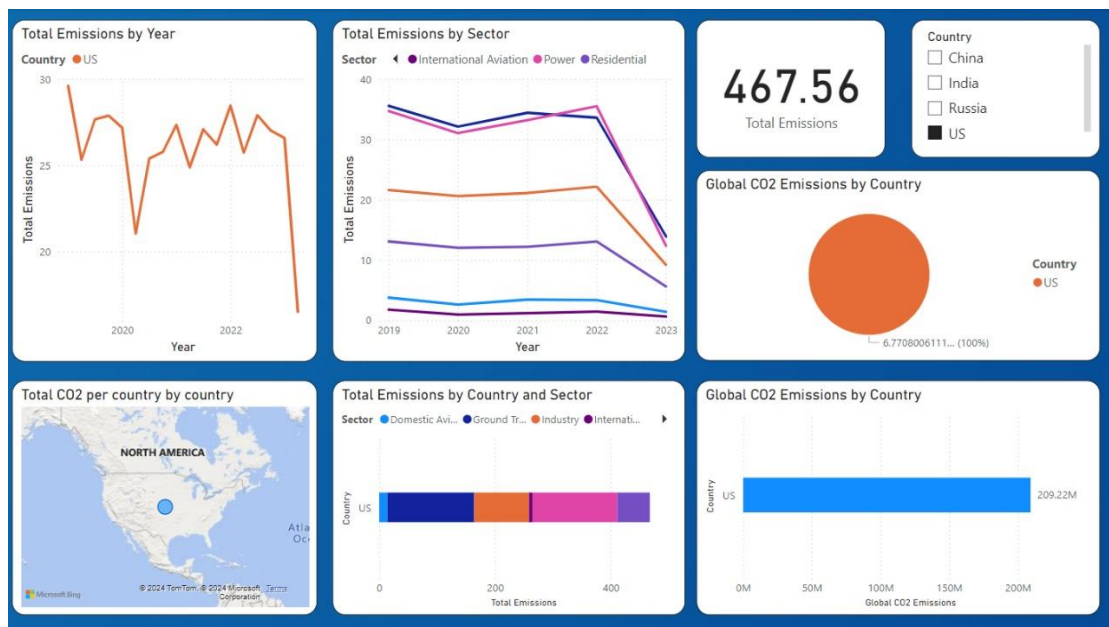 Total Emissions by Year
Country US
30
25
20
Total Emissions
2020 2022
Year
Total Emissions by Sector
Sector International Aviation Power Residential
40
30
20
10
0
Total Emissions
2019 2020 2021 2022 2023
Year
467.56
Total Emissions
Country
China
India
Russia
US
Global CO2 Emissions by Country
Country
US
6.7708006111... (100%)
Total CO2 per country by country
NORTH AMERICA
Atla
Oc
Microsoft Bing
© 2024 TomTom, © 2024 Microsoft Corporation Terms
Total Emissions by Country and Sector
Sector Domestic Avi... Ground Tr... Industry Internati...
Country
US
0 200 400
Total Emissions
Global CO2 Emissions by Country
Country
US
209.22M
0M 50M 100M 150M 200M
Global CO2 Emissions